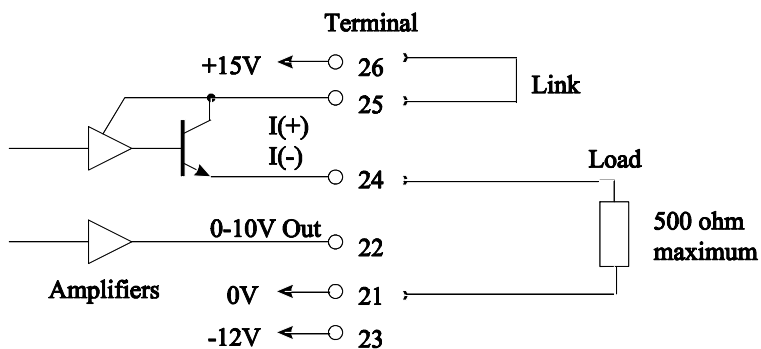 Terminal
+15V
26
Link
25
I(+)
I(-)
24
Load
500 ohm
maximum
0-10V Out
22
Amplifiers
0V
21
-12V
23